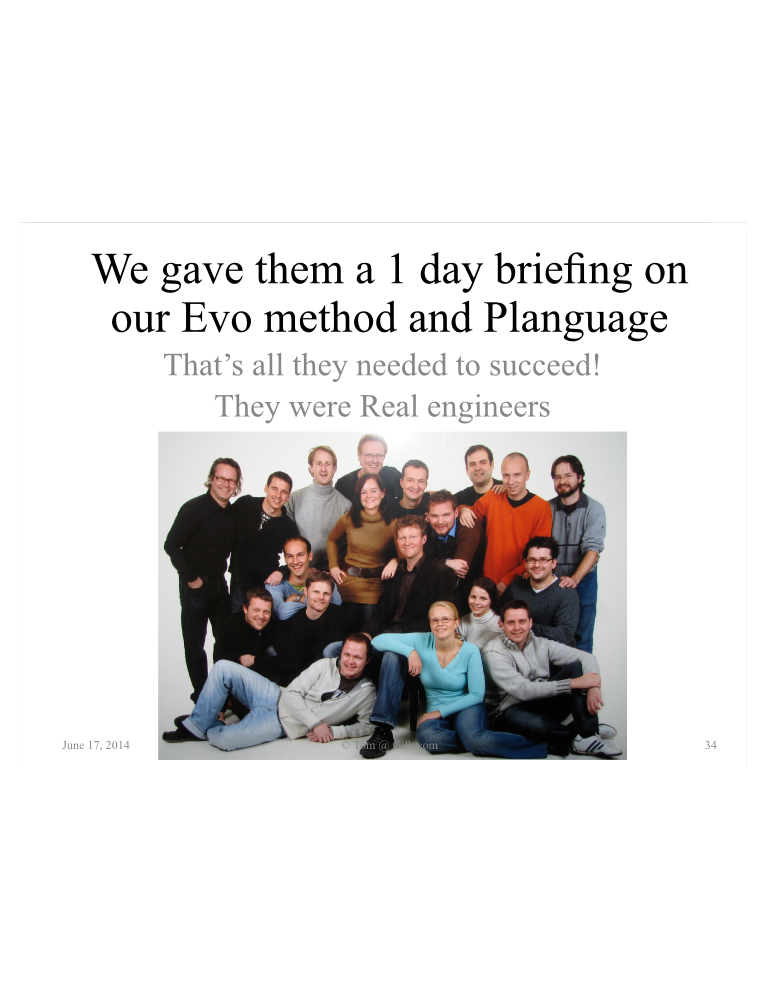 We gave them a 1 day briefing on
our Evo method and Planguage
That’s all they needed to succeed!
They were Real engineers
June 17, 2014
34